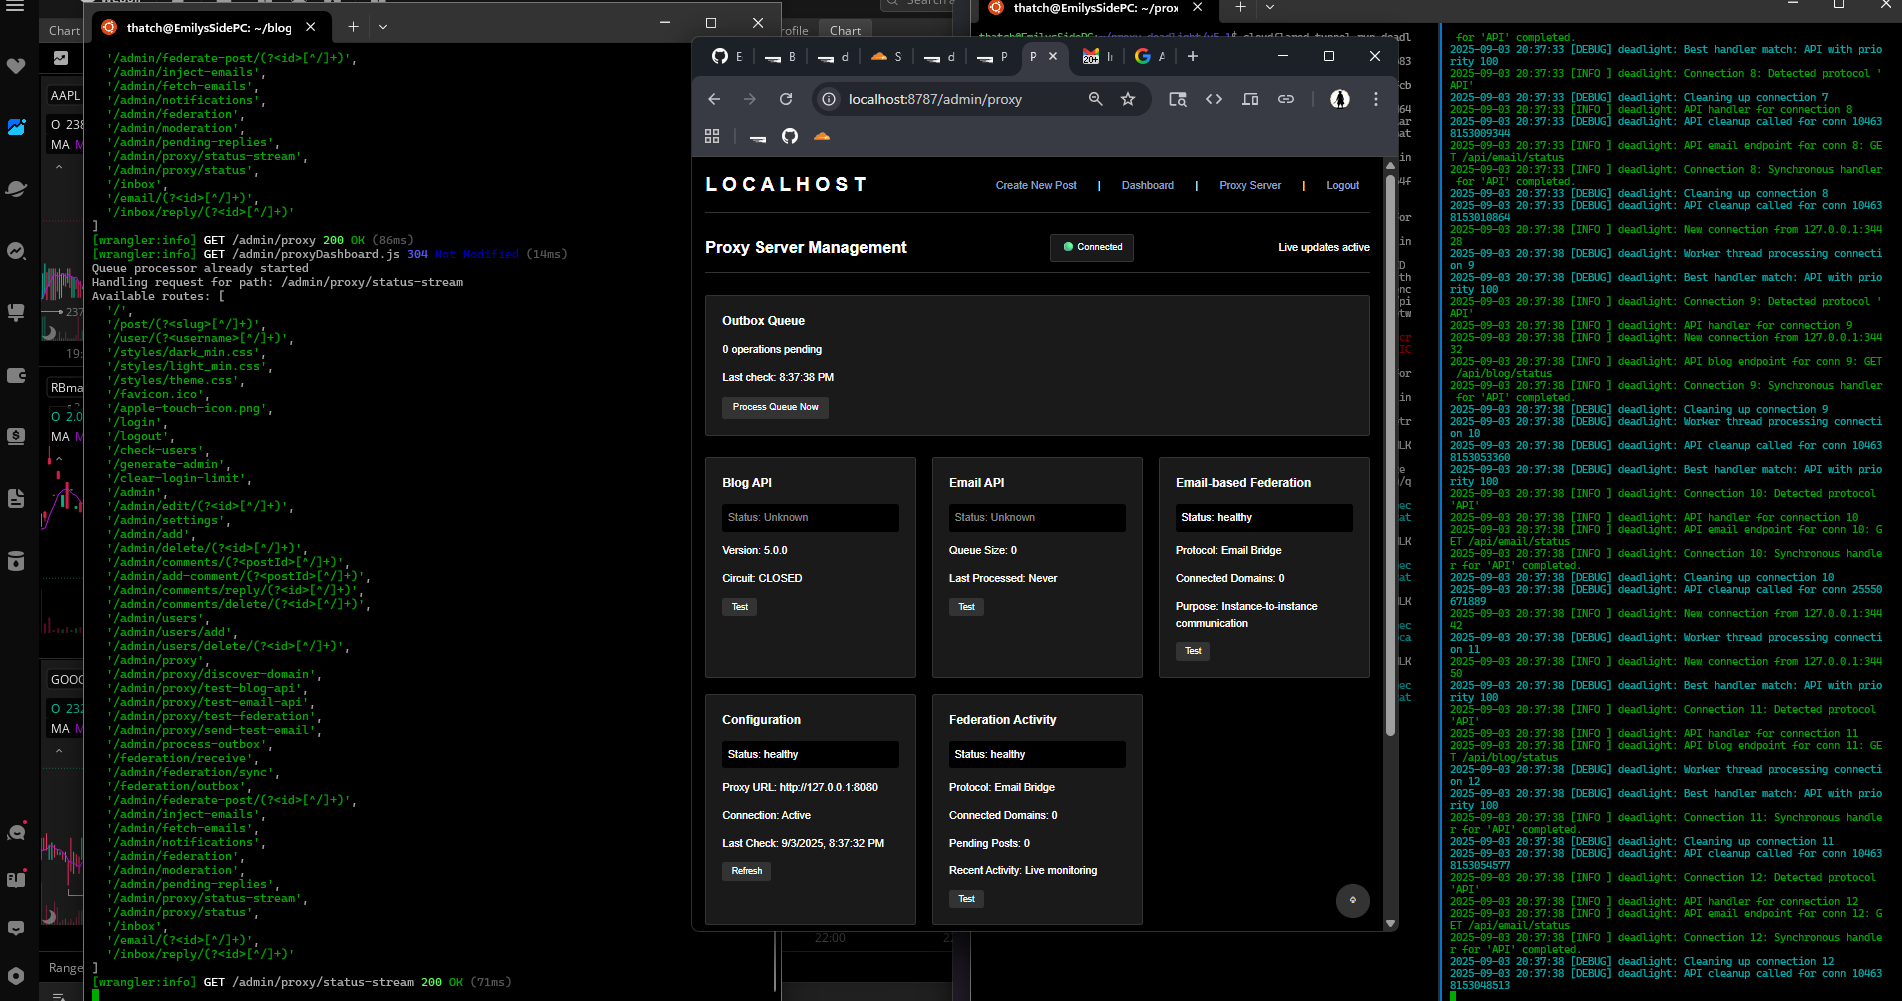 Chart
AAPL
O 238
MA M
237
19:
RBma
O 2.0
MA M
GOOG
O 232
MA M
Range
thatch@EmilysSidePC: ~/blog
'/admin/federate-post/(?<id>[^/]+)',
'/admin/inject-emails',
'/admin/fetch-emails',
'/admin/notifications',
'/admin/federation',
'/admin/moderation',
'/admin/pending-replies',
'/admin/proxy/status-stream',
'/admin/proxy/status',
'/inbox',
'/email/(?<id>[^/]+)',
'/inbox/reply/(?<id>[^/]+)'
]
[wrangler:info] GET /admin/proxy 200 OK (86ms)
[wrangler:info] GET /admin/proxyDashboard.js 304 Not Modified (14ms)
Queue processor already started
Handling request for path: /admin/proxy/status-stream
Available routes: [
'/',
'/post/(?<slug>[^/]+)',
'/user/(?<username>[^/]+)',
'/styles/dark_min.css',
'/styles/light_min.css',
'/styles/theme.css',
'/favicon.ico',
'/apple-touch-icon.png',
'/login',
'/logout',
'/check-users',
'/generate-admin',
'/clear-login-limit',
'/admin',
'/admin/edit/(?<id>[^/]+)',
'/admin/settings',
'/admin/add',
'/admin/delete/(?<id>[^/]+)',
'/admin/comments/(?<postId>[^/]+)',
'/admin/add-comment/(?<postId>[^/]+)',
'/admin/comments/reply/(?<id>[^/]+)',
'/admin/comments/delete/(?<id>[^/]+)',
'/admin/users',
'/admin/users/add',
'/admin/users/delete/(?<id>[^/]+)',
'/admin/proxy',
'/admin/proxy/discover-domain',
'/admin/proxy/test-blog-api',
'/admin/proxy/test-email-api',
'/admin/proxy/test-federation',
'/admin/proxy/send-test-email',
'/admin/process-outbox',
'/federation/receive',
'/admin/federation/sync',
'/federation/outbox',
'/admin/federate-post/(?<id>[^/]+)',
'/admin/inject-emails',
'/admin/fetch-emails',
'/admin/notifications',
'/admin/federation',
'/admin/moderation',
'/admin/pending-replies',
'/admin/proxy/status-stream',
'/admin/proxy/status',
'/inbox',
'/email/(?<id>[^/]+)',
'/inbox/reply/(?<id>[^/]+)'
]
[wrangler:info] GET /admin/proxy/status-stream 200 OK (71ms)
rofile Chart
22:00
E B d S d P P 20+ A
localhost:8787/admin/proxy
LOCALHOST
Create New Post | Dashboard | Proxy Server | Logout
Proxy Server Management
Connected
Live updates active
Outbox Queue
0 operations pending
Last check: 8:37:38 PM
Process Queue Now
Blog API
Status: Unknown
Version: 5.0.0
Circuit: CLOSED
Test
Email API
Status: Unknown
Queue Size: 0
Last Processed: Never
Test
Email-based Federation
Status: healthy
Protocol: Email Bridge
Connected Domains: 0
Purpose: Instance-to-instance
communication
Test
Configuration
Status: healthy
Proxy URL: http://127.0.0.1:8080
Connection: Active
Last Check: 9/3/2025, 8:37:32 PM
Refresh
Federation Activity
Status: healthy
Protocol: Email Bridge
Connected Domains: 0
Pending Posts: 0
Recent Activity: Live monitoring
Test
thatch@EmilysSidePC: ~/prox
for 'API' completed.
2025-09-03 20:37:33 [DEBUG] deadlight: Best handler match: API with prio
rity 100
2025-09-03 20:37:33 [INFO ] deadlight: Connection 8: Detected protocol '
API'
2025-09-03 20:37:33 [DEBUG] deadlight: Cleaning up connection 7
2025-09-03 20:37:33 [INFO ] deadlight: API handler for connection 8
2025-09-03 20:37:33 [DEBUG] deadlight: API cleanup called for conn 10463
8153009344
2025-09-03 20:37:33 [INFO ] deadlight: API email endpoint for conn 8: GE
T /api/email/status
2025-09-03 20:37:33 [INFO ] deadlight: Connection 8: Synchronous handler
for 'API' completed.
2025-09-03 20:37:33 [DEBUG] deadlight: Cleaning up connection 8
2025-09-03 20:37:33 [DEBUG] deadlight: API cleanup called for conn 10463
8153010864
2025-09-03 20:37:38 [INFO ] deadlight: New connection from 127.0.0.1:344
28
2025-09-03 20:37:38 [DEBUG] deadlight: Worker thread processing connecti
on 9
2025-09-03 20:37:38 [DEBUG] deadlight: Best handler match: API with prio
rity 100
2025-09-03 20:37:38 [INFO ] deadlight: Connection 9: Detected protocol '
API'
2025-09-03 20:37:38 [INFO ] deadlight: API handler for connection 9
2025-09-03 20:37:38 [INFO ] deadlight: New connection from 127.0.0.1:344
32
2025-09-03 20:37:38 [INFO ] deadlight: API blog endpoint for conn 9: GET
/api/blog/status
2025-09-03 20:37:38 [INFO ] deadlight: Connection 9: Synchronous handler
for 'API' completed.
2025-09-03 20:37:38 [DEBUG] deadlight: Cleaning up connection 9
2025-09-03 20:37:38 [DEBUG] deadlight: Worker thread processing connecti
on 10
2025-09-03 20:37:38 [DEBUG] deadlight: API cleanup called for conn 10463
8153053360
2025-09-03 20:37:38 [DEBUG] deadlight: Best handler match: API with prio
rity 100
2025-09-03 20:37:38 [INFO ] deadlight: Connection 10: Detected protocol
'API'
2025-09-03 20:37:38 [INFO ] deadlight: API handler for connection 10
2025-09-03 20:37:38 [INFO ] deadlight: API email endpoint for conn 10: G
ET /api/email/status
2025-09-03 20:37:38 [INFO ] deadlight: Connection 10: Synchronous handle
r for 'API' completed.
2025-09-03 20:37:38 [DEBUG] deadlight: Cleaning up connection 10
2025-09-03 20:37:38 [DEBUG] deadlight: API cleanup called for conn 25550
671889
2025-09-03 20:37:38 [INFO ] deadlight: New connection from 127.0.0.1:344
42
2025-09-03 20:37:38 [DEBUG] deadlight: Worker thread processing connecti
on 11
2025-09-03 20:37:38 [INFO ] deadlight: New connection from 127.0.0.1:344
50
2025-09-03 20:37:38 [DEBUG] deadlight: Best handler match: API with prio
rity 100
2025-09-03 20:37:38 [INFO ] deadlight: Connection 11: Detected protocol
'API'
2025-09-03 20:37:38 [INFO ] deadlight: API handler for connection 11
2025-09-03 20:37:38 [INFO ] deadlight: API blog endpoint for conn 11: GE
T /api/blog/status
2025-09-03 20:37:38 [DEBUG] deadlight: Worker thread processing connecti
on 12
2025-09-03 20:37:38 [DEBUG] deadlight: Best handler match: API with prio
rity 100
2025-09-03 20:37:38 [INFO ] deadlight: Connection 11: Synchronous handle
r for 'API' completed.
2025-09-03 20:37:38 [DEBUG] deadlight: Cleaning up connection 11
2025-09-03 20:37:38 [DEBUG] deadlight: API cleanup called for conn 10463
8153054577
2025-09-03 20:37:38 [INFO ] deadlight: Connection 12: Detected protocol
'API'
2025-09-03 20:37:38 [INFO ] deadlight: API handler for connection 12
2025-09-03 20:37:38 [INFO ] deadlight: API email endpoint for conn 12: G
ET /api/email/status
2025-09-03 20:37:38 [INFO ] deadlight: Connection 12: Synchronous handle
r for 'API' completed.
2025-09-03 20:37:38 [DEBUG] deadlight: Cleaning up connection 12
2025-09-03 20:37:38 [DEBUG] deadlight: API cleanup called for conn 10463
8153048513